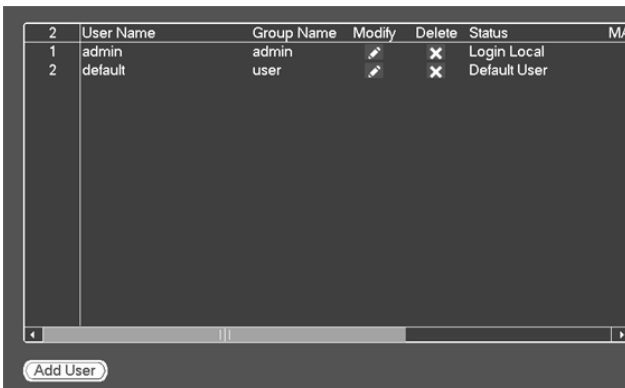 2 User Name Group Name Modify Delete Status MA
1 admin admin Login Local
2 default user Default User
Add User